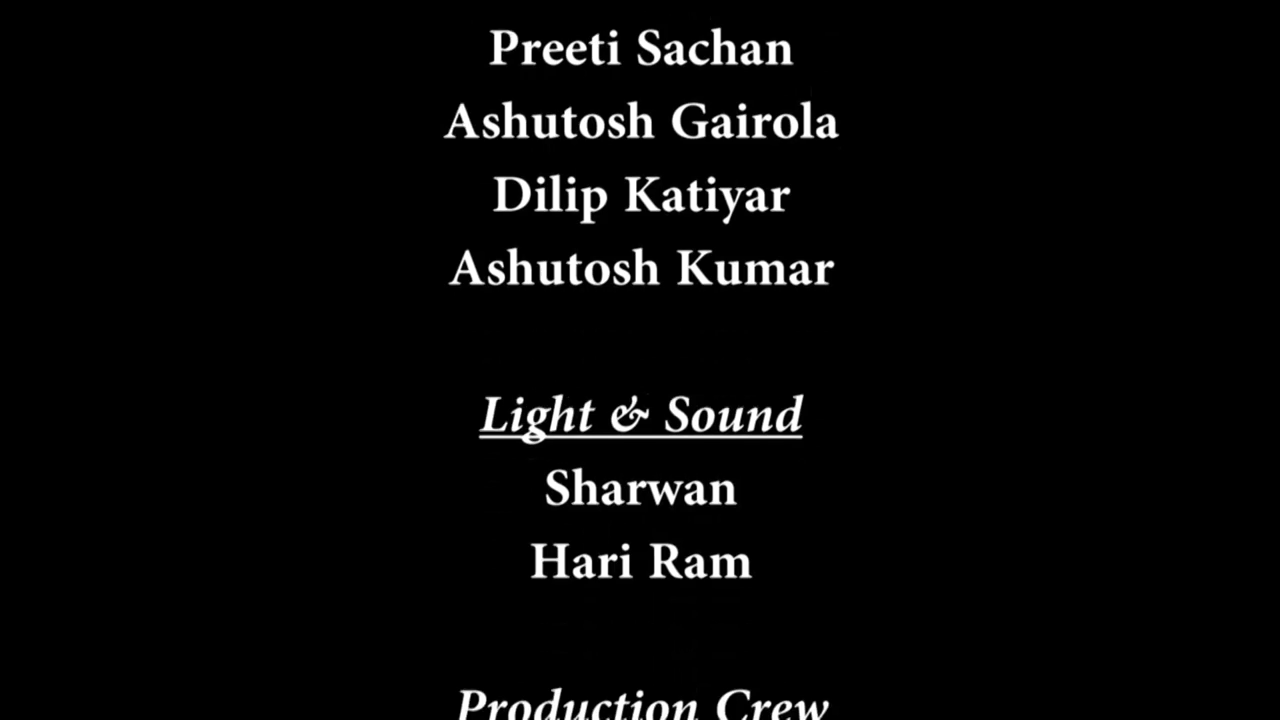 Preeti Sachan
Ashutosh Gairola
Dilip Katiyar
Ashutosh Kumar
Light & Sound
Sharwan
Hari Ram
Production Crew